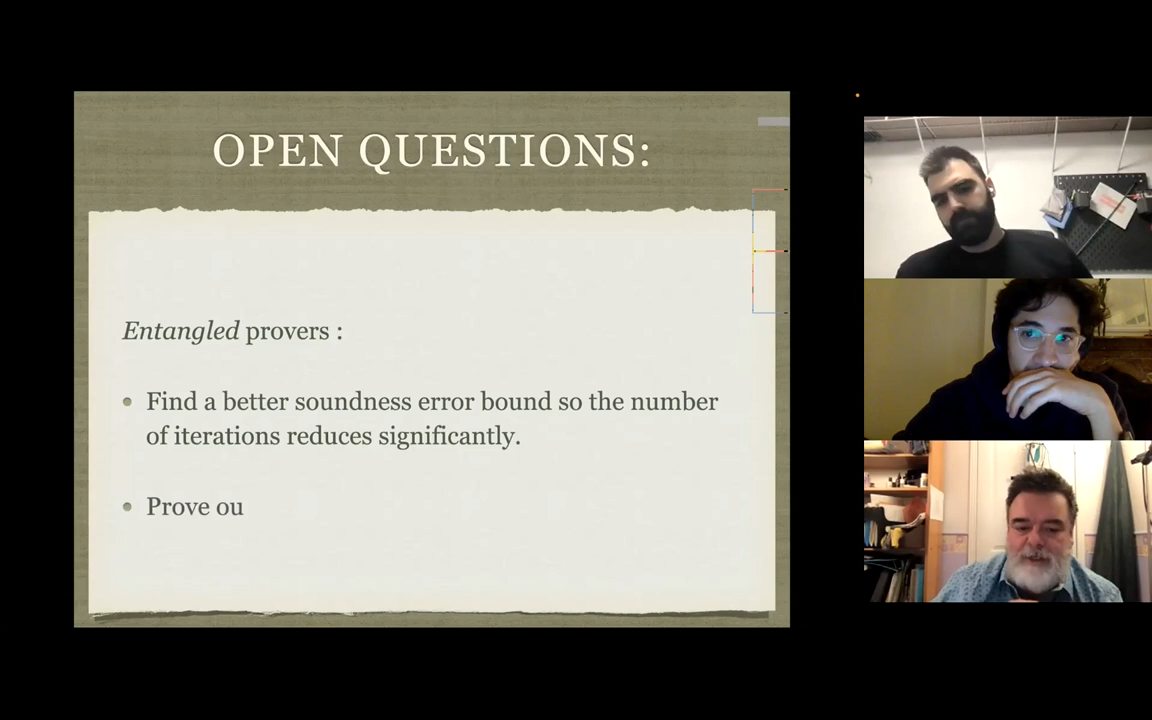 OPEN QUESTIONS:
Entangled provers :
• Find a better soundness error bound so the number
of iterations reduces significantly.
• Prove ou